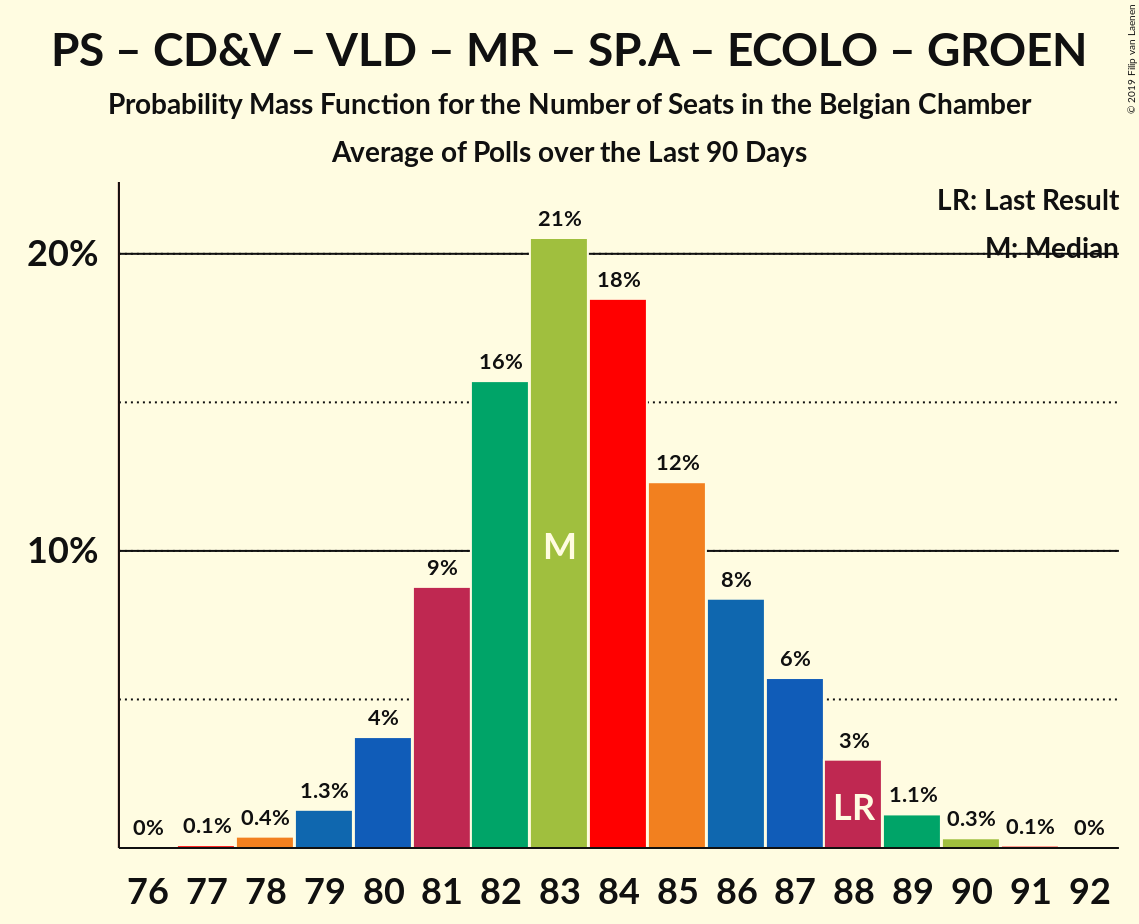 PS – CD&V – VLD – MR – SP.A – ECOLO – GROEN
Probability Mass Function for the Number of Seats in the Belgian Chamber
Average of Polls over the Last 90 Days
© 2019 Filip van Laenen
LR: Last Result
M: Median
20%
10%
0% 0.1% 0.4% 1.3% 4% 9% 16% 21% 18% 12% 8% 6% 3% 1.1% 0.3% 0.1% 0%
M
LR
76 77 78 79 80 81 82 83 84 85 86 87 88 89 90 91 92